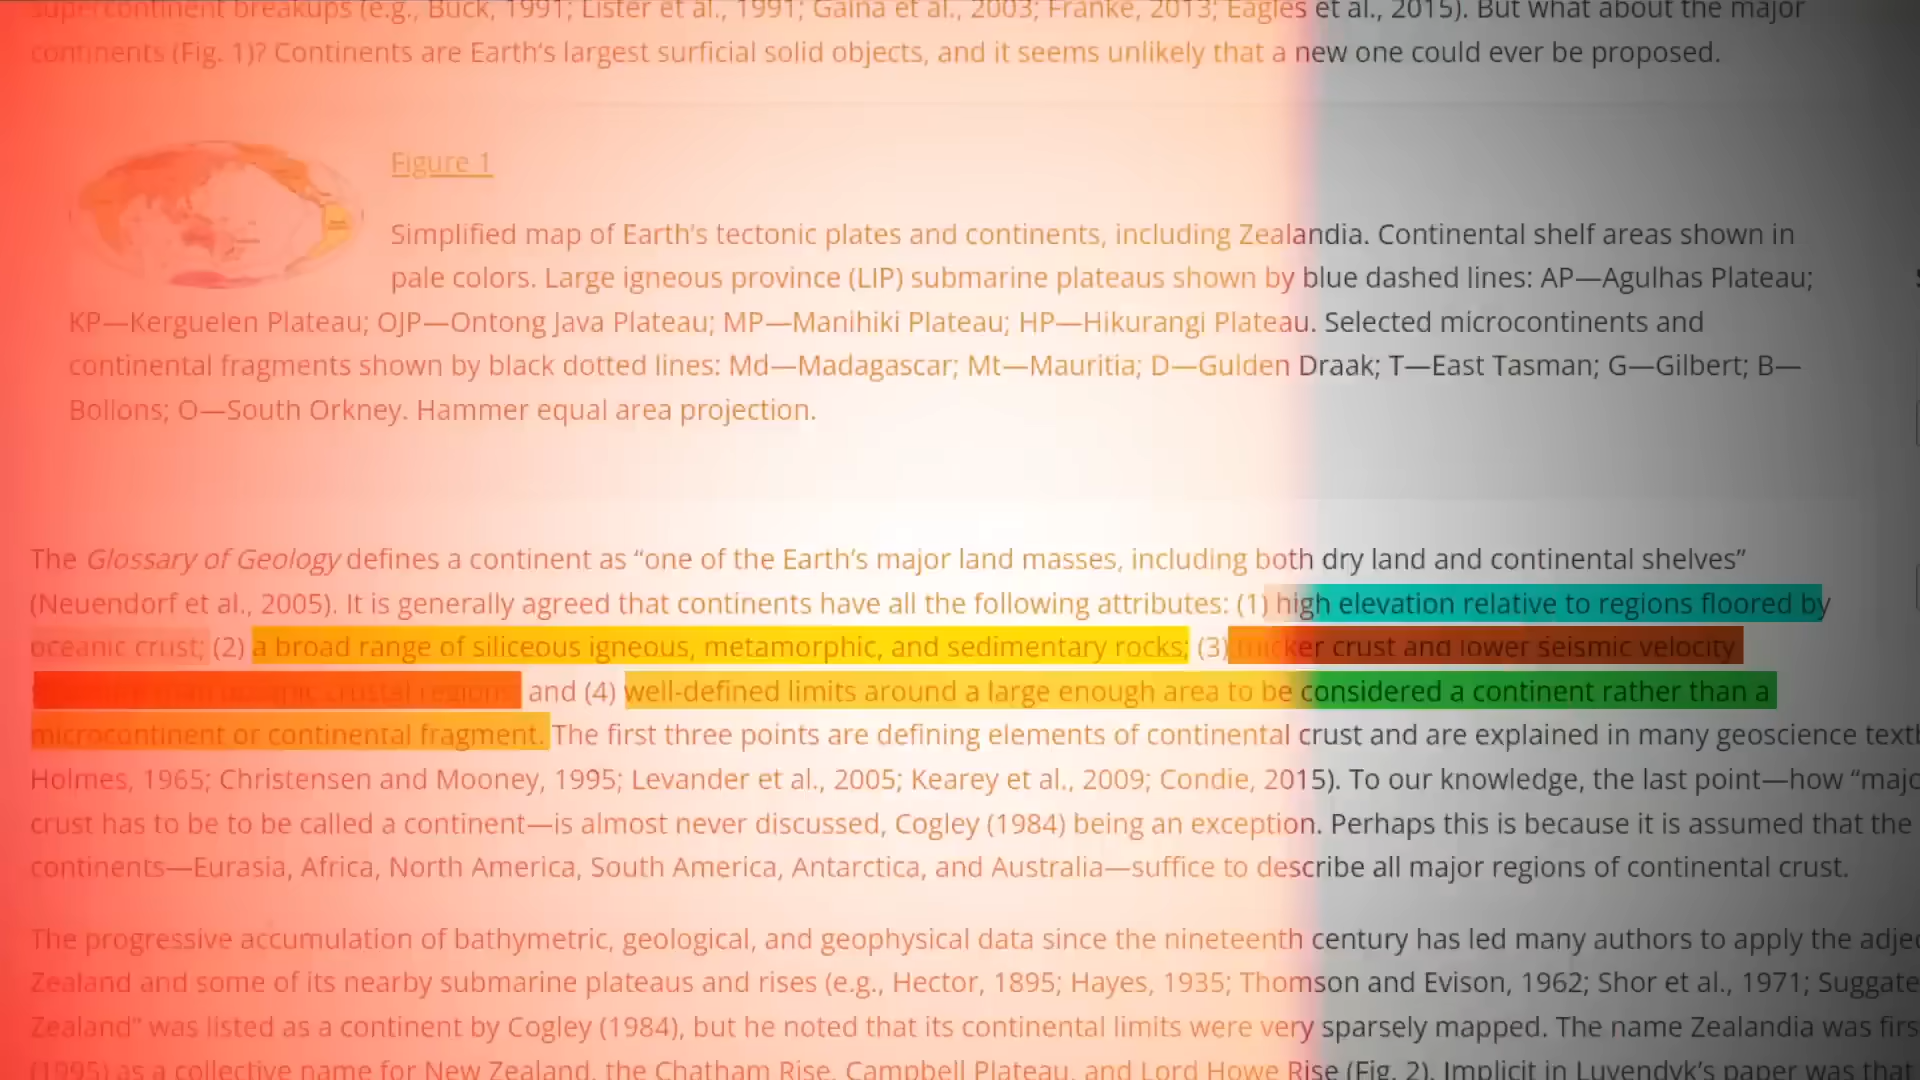 supercontinent breakups (e.g., Buck, 1991; Lister et al., 1991; Gaina et al., 2003; Franke, 2013; Eagles et al., 2015). But what about the major
continents (Fig. 1)? Continents are Earth’s largest surficial solid objects, and it seems unlikely that a new one could ever be proposed.
Figure 1
Simplified map of Earth’s tectonic plates and continents, including Zealandia. Continental shelf areas shown in
pale colors. Large igneous province (LIP) submarine plateaus shown by blue dashed lines: AP—Agulhas Plateau;
KP—Kerguelen Plateau; OJP—Ontong Java Plateau; MP—Manihiki Plateau; HP—Hikurangi Plateau. Selected microcontinents and
continental fragments shown by black dotted lines: Md—Madagascar; Mt—Mauritia; D—Gulden Draak; T—East Tasman; G—Gilbert; B—
Bollons; O—South Orkney. Hammer equal area projection.
The Glossary of Geology defines a continent as “one of the Earth’s major land masses, including both dry land and continental shelves”
(Neuendorf et al., 2005). It is generally agreed that continents have all the following attributes: (1) high elevation relative to regions floored by
oceanic crust; (2) a broad range of siliceous igneous, metamorphic, and sedimentary rocks; (3) thicker crust and lower seismic velocity
crustal regions and (4) well-defined limits around a large enough area to be considered a continent rather than a
microcontinent or continental fragment. The first three points are defining elements of continental crust and are explained in many geoscience
Holmes, 1965; Christensen and Mooney, 1995; Levander et al., 2005; Kearey et al., 2009; Condie, 2015). To our knowledge, the last point—how “majo
crust has to be to be called a continent—is almost never discussed, Cogley (1984) being an exception. Perhaps this is because it is assumed that the
continents—Eurasia, Africa, North America, South America, Antarctica, and Australia—suffice to describe all major regions of continental crust.
The progressive accumulation of bathymetric, geological, and geophysical data since the nineteenth century has led many authors to apply the adjec
Zealand and some of its nearby submarine plateaus and rises (e.g., Hector, 1895; Hayes, 1935; Thomson and Evison, 1962; Shor et al., 1971; Suggate
Zealand” was listed as a continent by Cogley (1984), but he noted that its continental limits were very sparsely mapped. The name Zealandia was firs
(1995) as a collective name for New Zealand, the Chatham Rise, Campbell Plateau, and Lord Howe Rise (Fig. 2). Implicit in Luyendyk’s paper was that